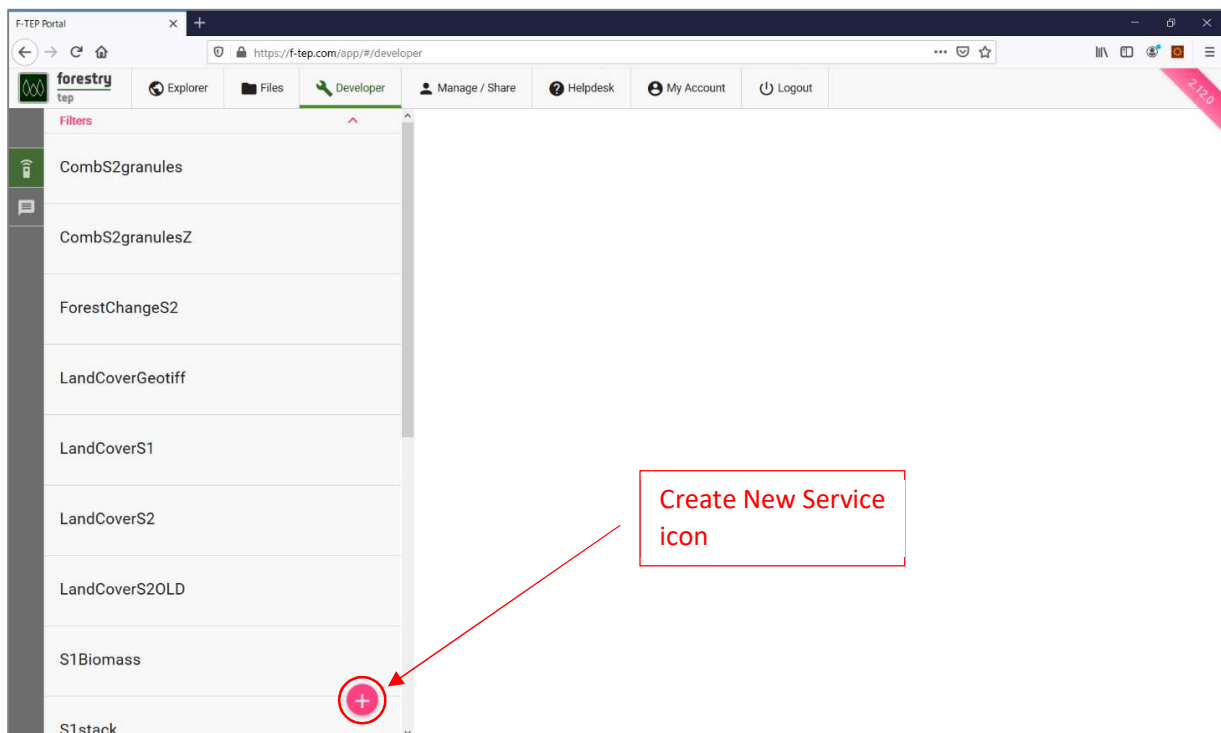 F-TEP Portal
https://f-tep.com/app/#/developer
forestry
tep
Explorer
Files
Developer
Manage / Share
Helpdesk
My Account
Logout
2.12.0
Filters
CombS2granules
CombS2granulesZ
ForestChangeS2
LandCoverGeotiff
LandCoverS1
LandCoverS2
LandCoverS2OLD
S1Biomass
S1stack
Create New Service
icon